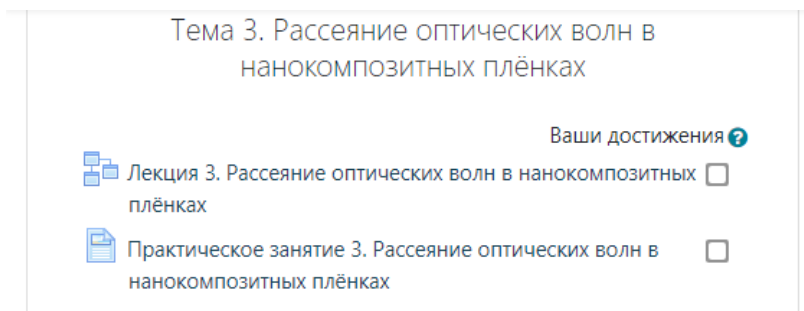 Тема 3. Рассеяние оптических волн в
нанокомпозитных плёнках
Ваши достижения
Лекция 3. Рассеяние оптических волн в нанокомпозитных
плёнках
Практическое занятие 3. Рассеяние оптических волн в
нанокомпозитных плёнках